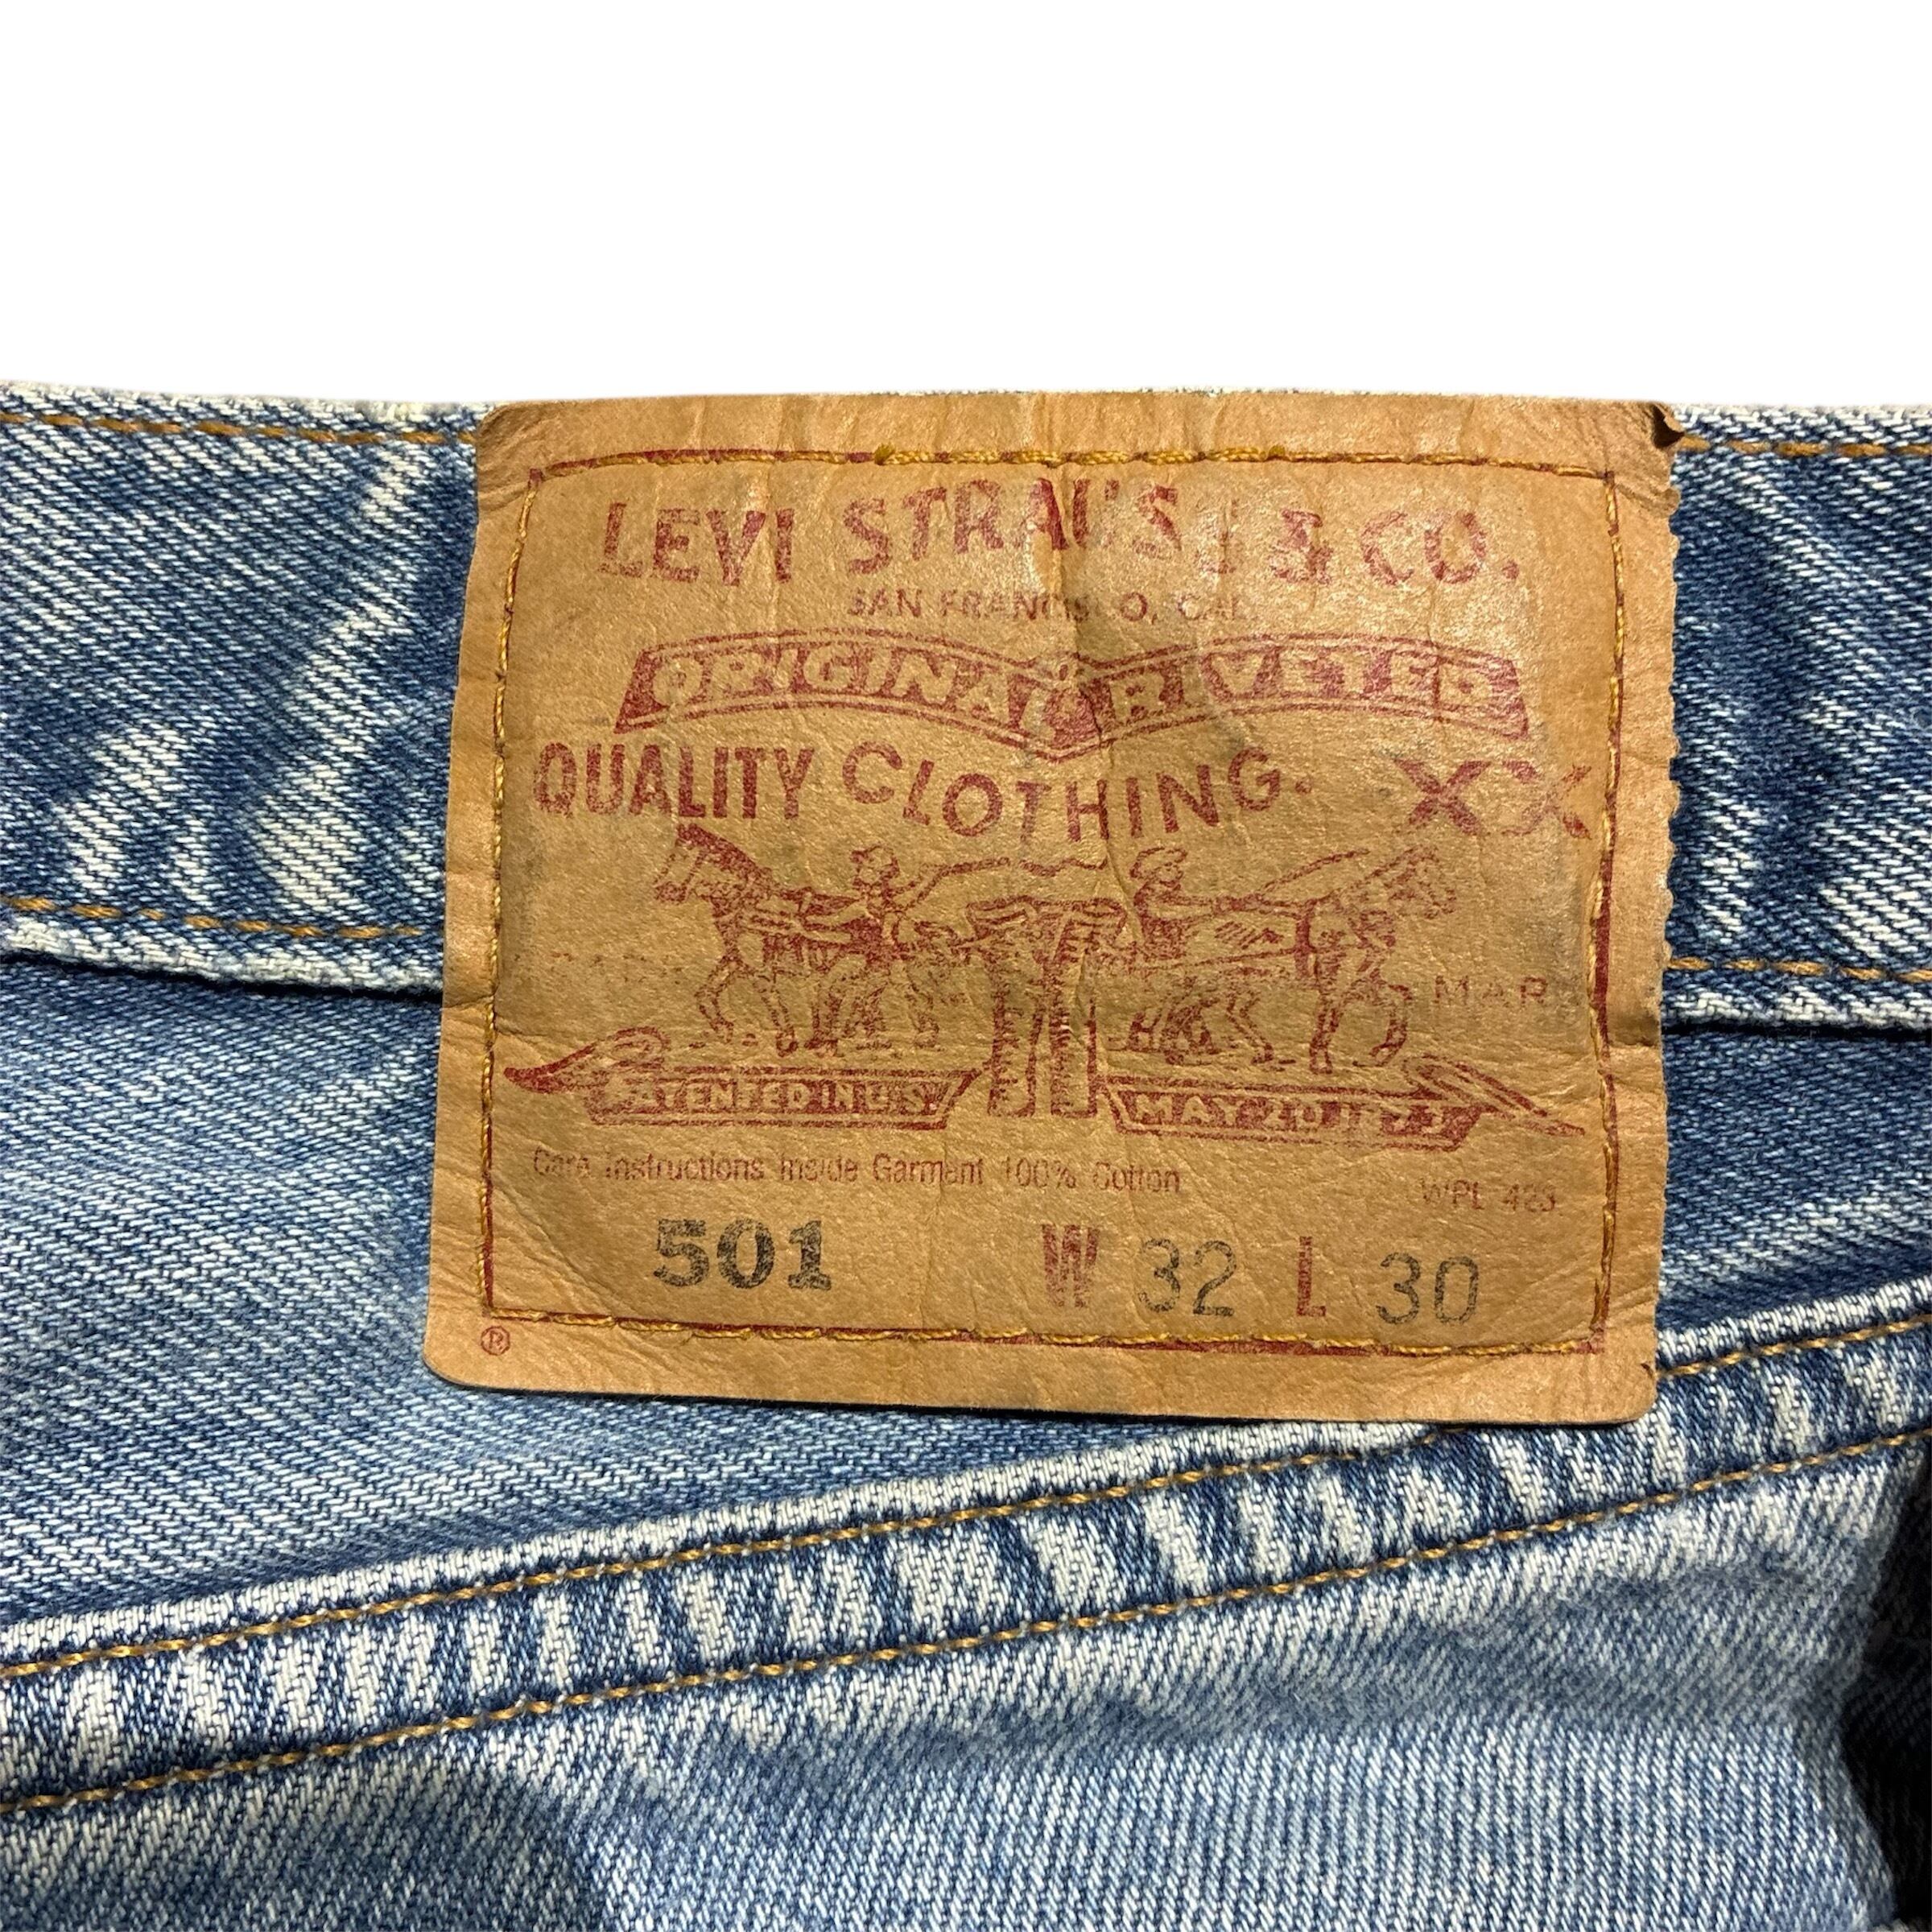 LEVI STRAUSS & CO.
SAN FRANCISCO, CAL.
ORIGINAL RIVETED
QUALITY CLOTHING. XX
MAR
PATENTED IN U.S. MAY 20 1873
Care Instructions Inside Garment 100% Cotton WPL 423
501 W 32 L 30
®